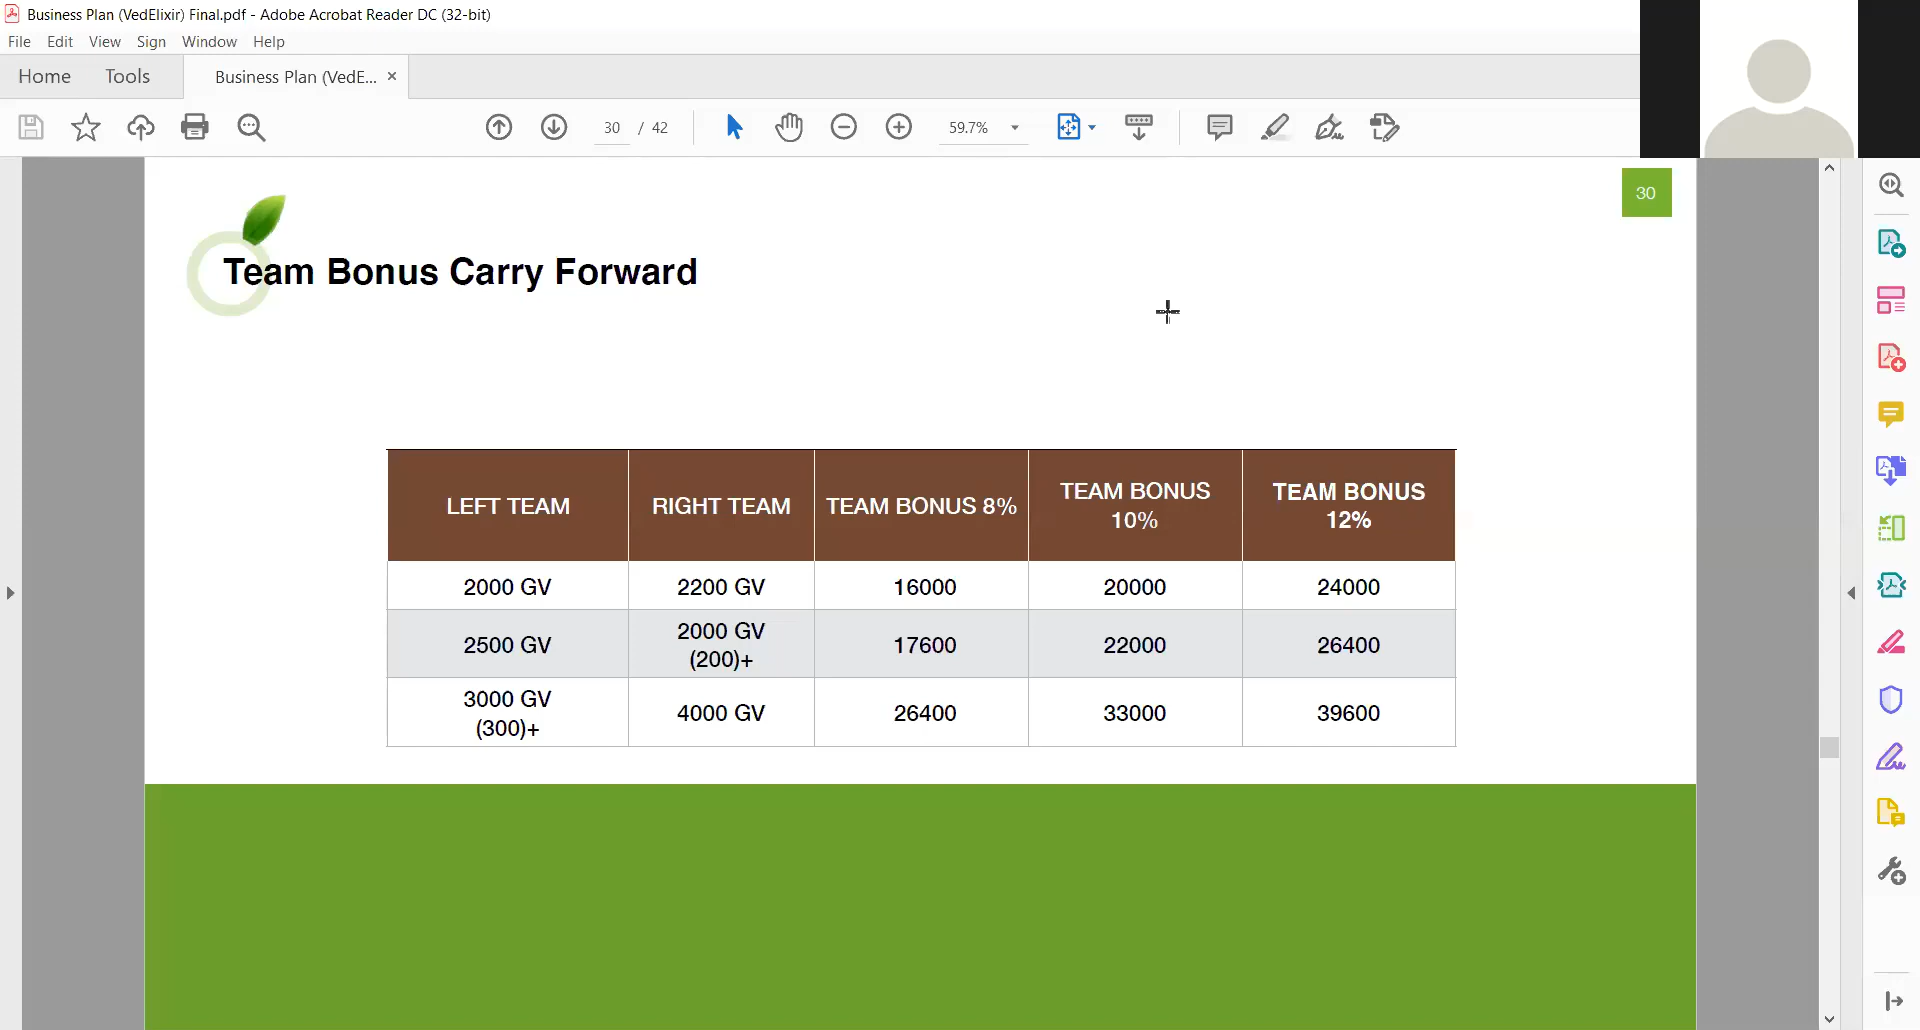 Business Plan (VedElixir) Final.pdf - Adobe Acrobat Reader DC (32-bit)
File Edit View Sign Window Help
Home Tools Business Plan (VedE... ×
30 / 42 59.7%
30
Team Bonus Carry Forward
LEFT TEAM RIGHT TEAM TEAM BONUS 8% TEAM BONUS 10% TEAM BONUS 12%
2000 GV 2200 GV 16000 20000 24000
2500 GV 2000 GV (200)+ 17600 22000 26400
3000 GV (300)+ 4000 GV 26400 33000 39600